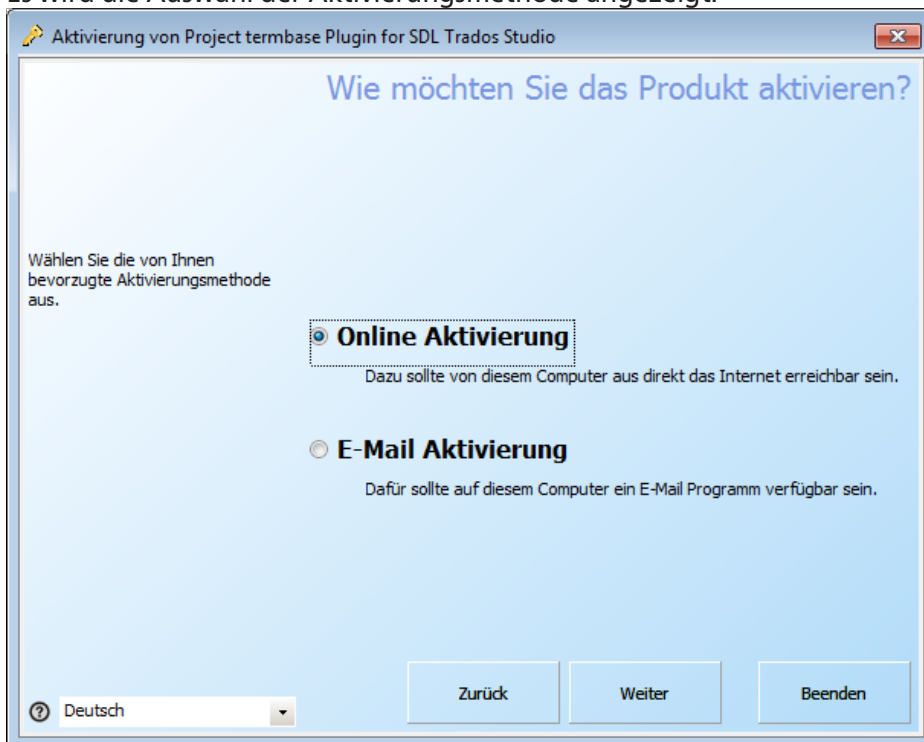 Es wird die Auswahl der Aktivierungsmethode angezeigt.
Aktivierung von Project termbase Plugin for SDL Trados Studio
Wie möchten Sie das Produkt aktivieren?
Wählen Sie die von Ihnen
bevorzugte Aktivierungsmethode
aus.
Online Aktivierung
Dazu sollte von diesem Computer aus direkt das Internet erreichbar sein.
E-Mail Aktivierung
Dafür sollte auf diesem Computer ein E-Mail Programm verfügbar sein.
Zurück
Weiter
Beenden
Deutsch